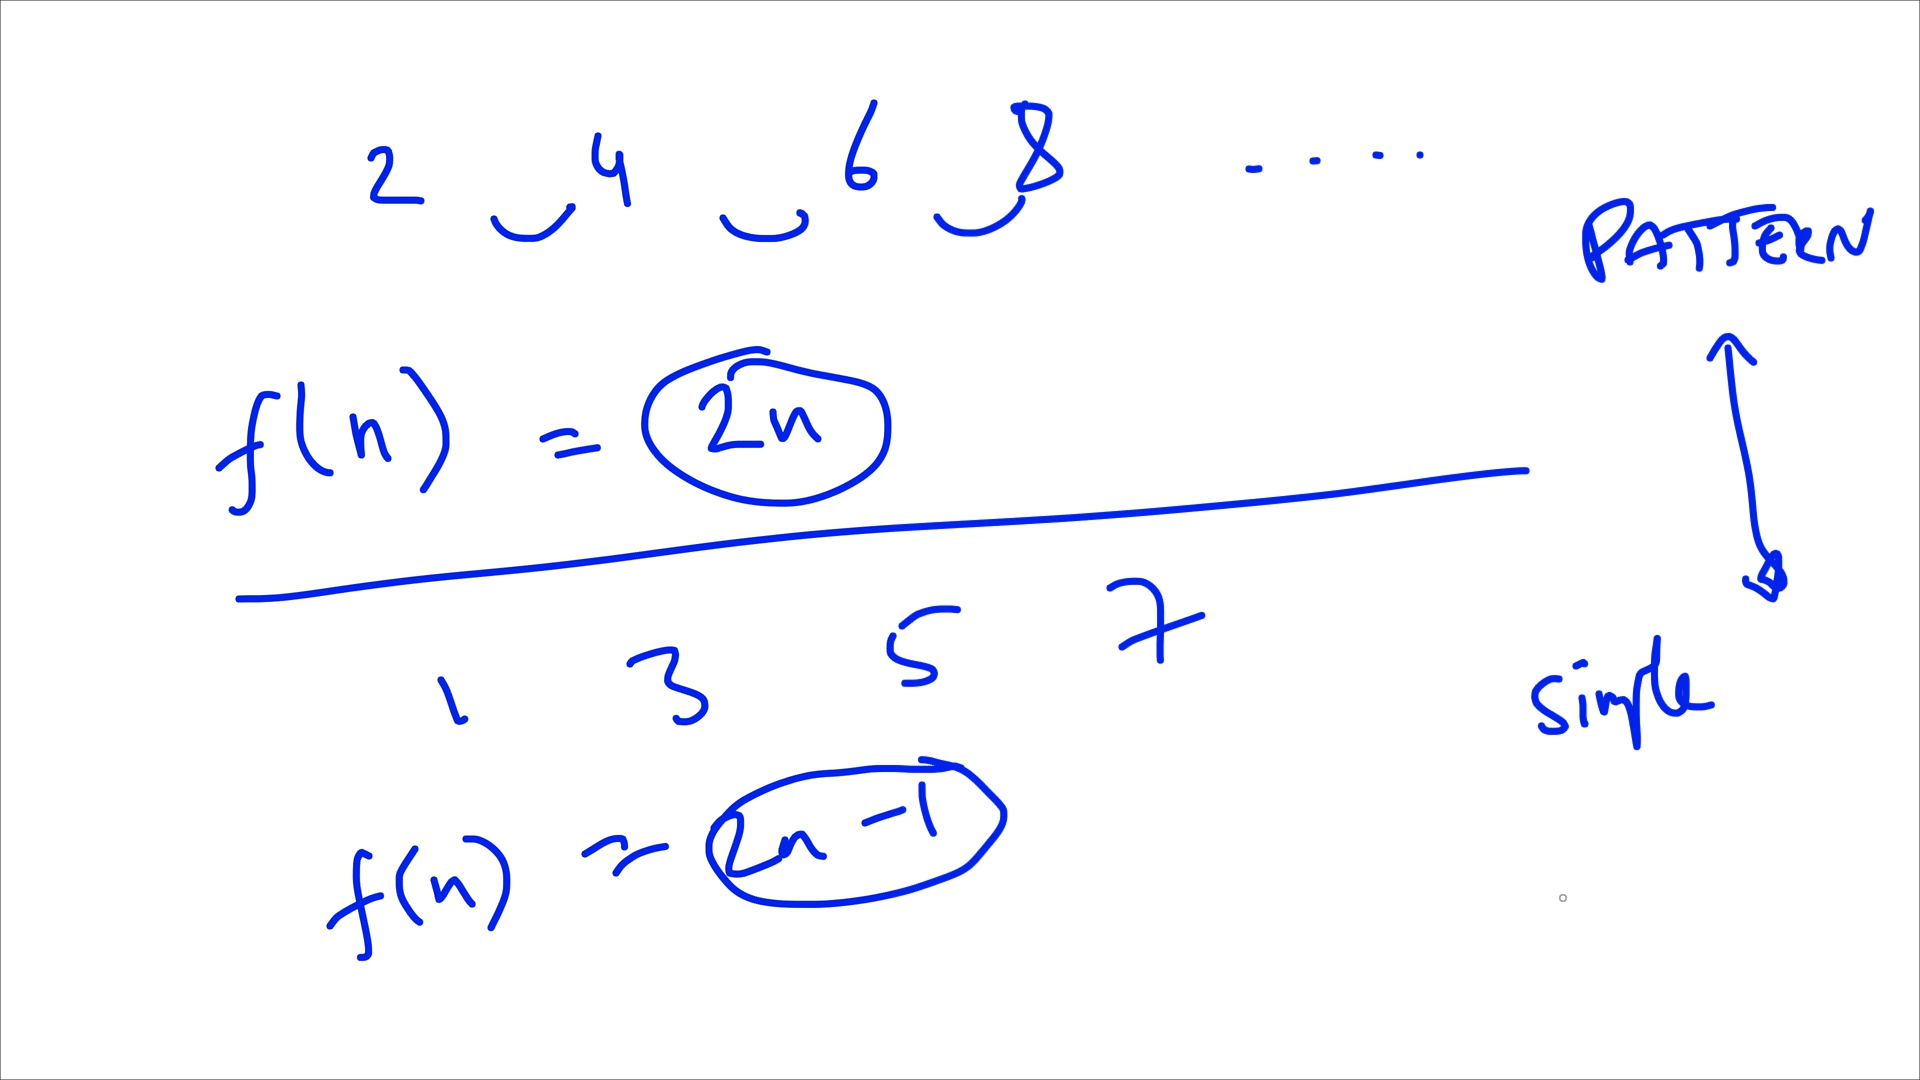 2 4 6 8 ....
PATTERN
f(n) = 2n
1 3 5 7
simple
f(n) = 2n - 1